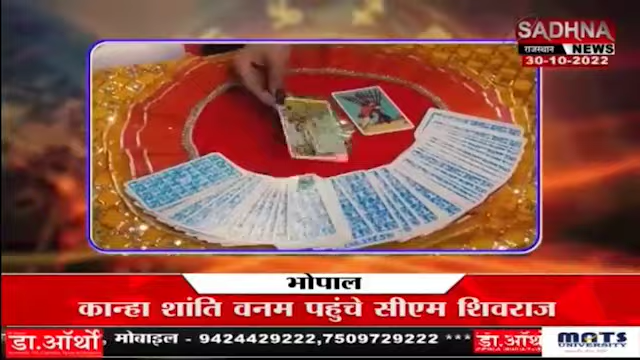 SADHNA
राजस्थान NEWS
30-10-2022
भोपाल
कान्हा शांति वनम पहुंचे सीएम शिवराज
डा.ऑर्थो , मोबाइल - 9424429222,7509729222 *** डा.ऑर्थो MATS
UNIVERSITY